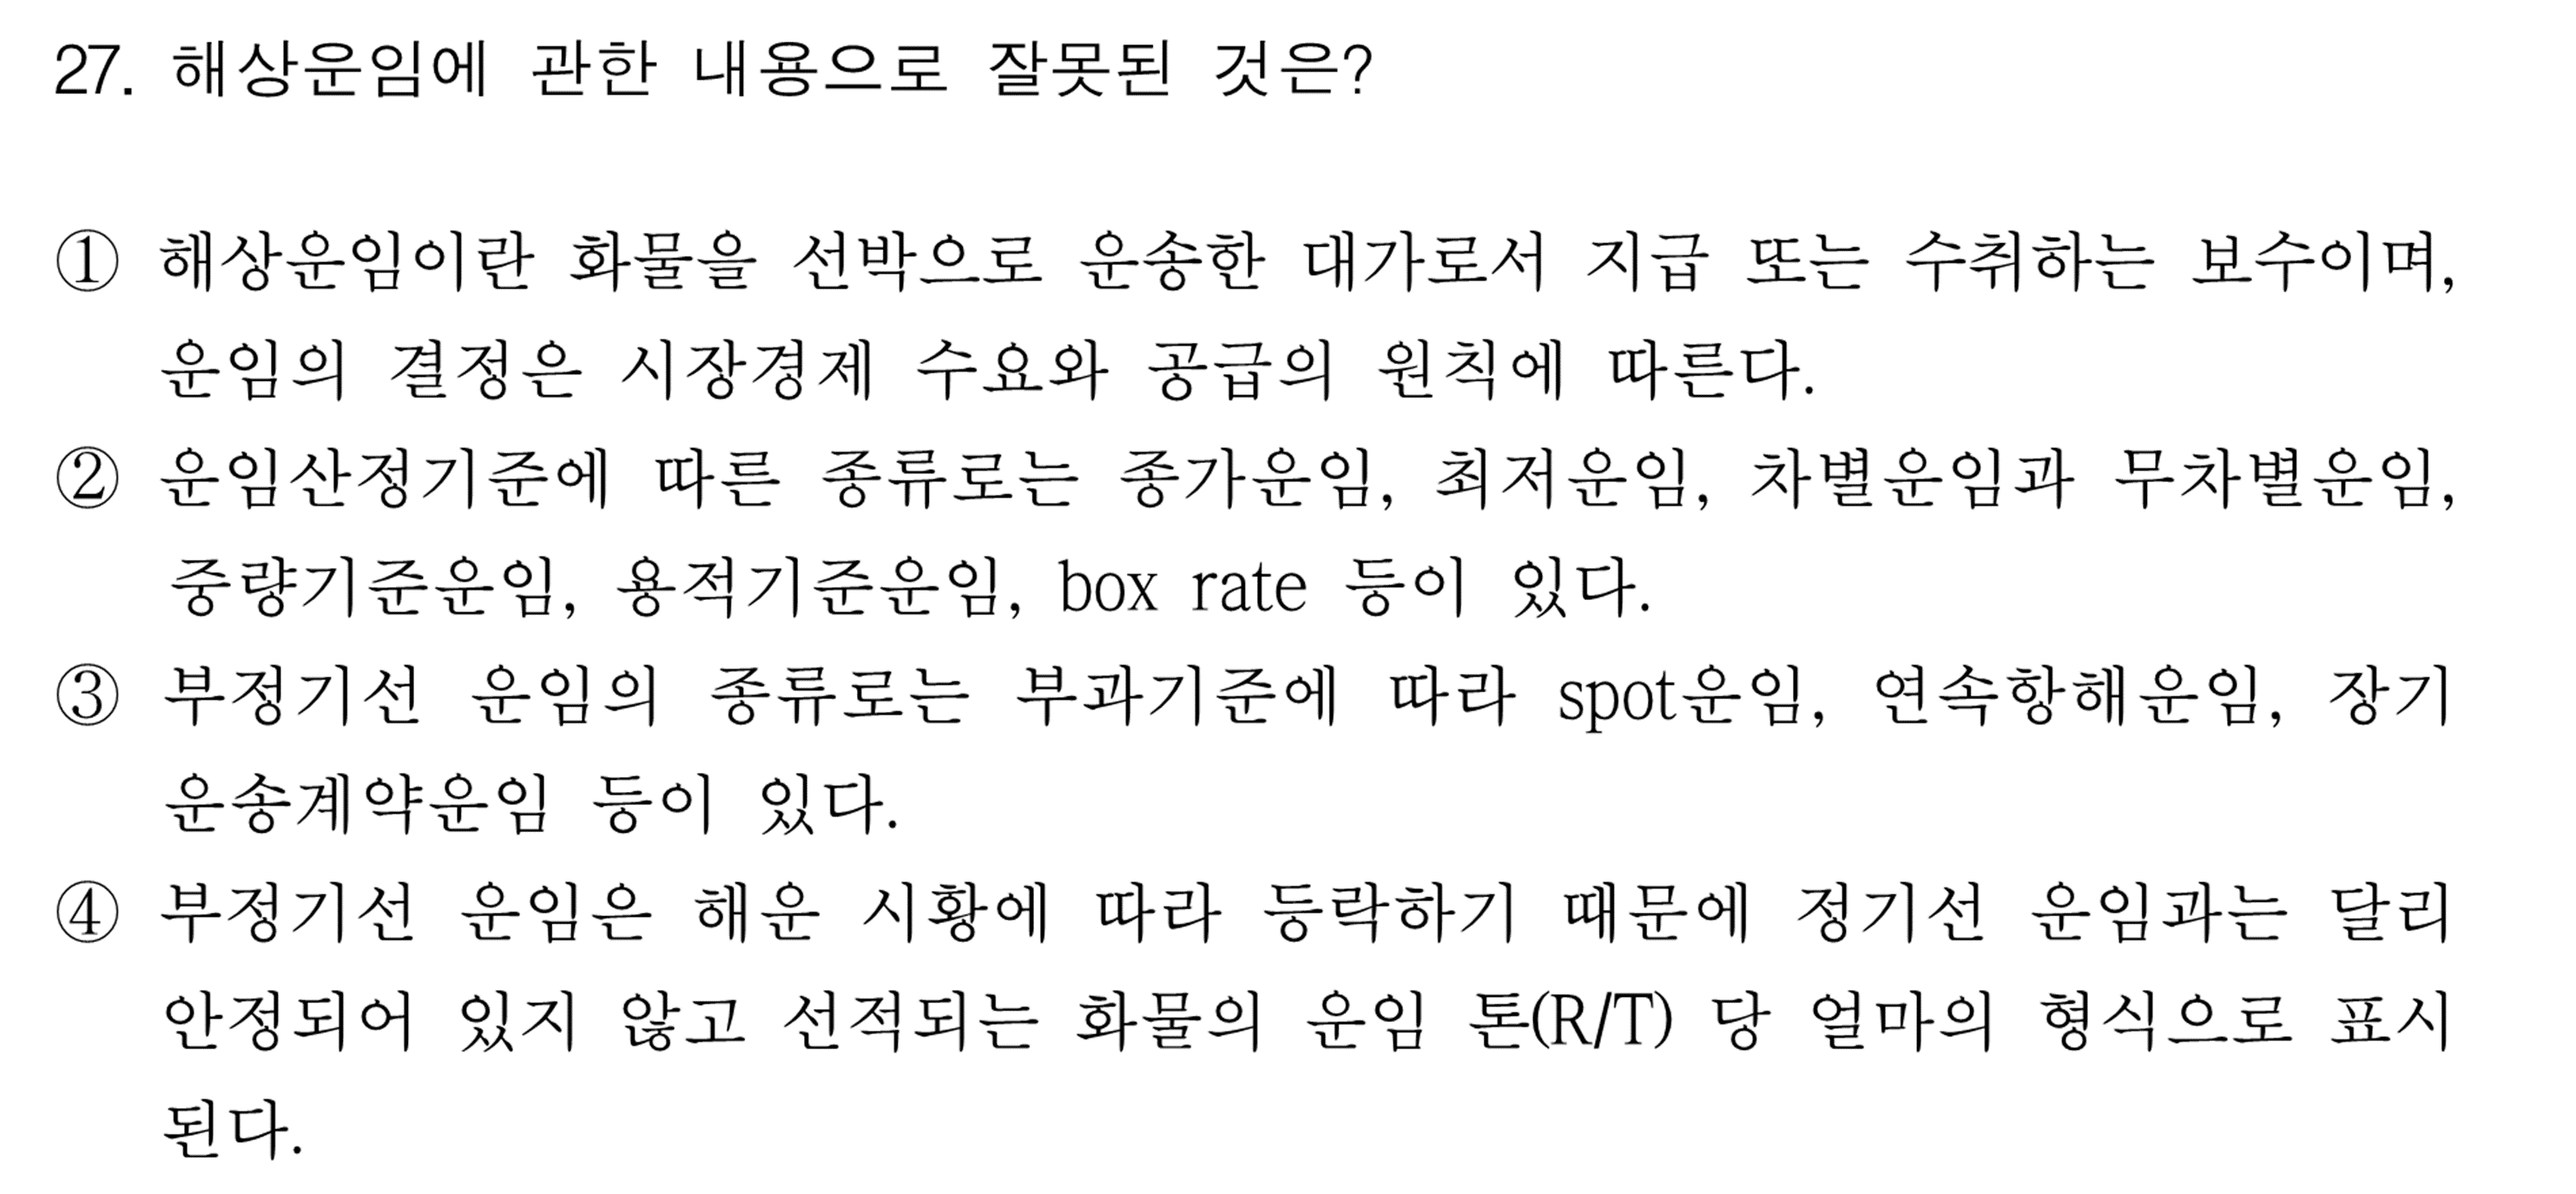 27. 해상운임에 관한 내용으로 잘못된 것은?
① 해상운임이란 화물을 선박으로 운송한 대가로서 지급 또는 수취하는 보수이며,
운임의 결정은 시장경제 수요와 공급의 원칙에 따른다.
② 운임산정기준에 따른 종류로는 종가운임, 최저운임, 차별운임과 무차별운임,
중량기준운임, 용적기준운임, box rate 등이 있다.
③ 부정기선 운임의 종류로는 부과기준에 따라 spot운임, 연속항해운임, 장기
운송계약운임 등이 있다.
④ 부정기선 운임은 해운 시황에 따라 등락하기 때문에 정기선 운임과는 달리
안정되어 있지 않고 선적되는 화물의 운임 톤(R/T) 당 얼마의 형식으로 표시
된다.